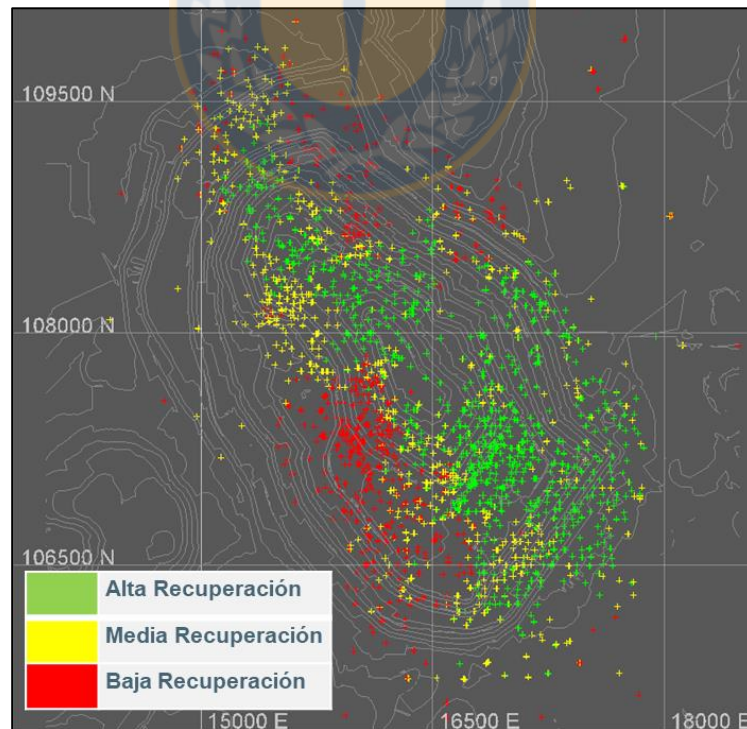 109500 N
108000 N
106500 N
Alta Recuperación
Media Recuperación
Baja Recuperación
15000 E
16500 E
18000 E